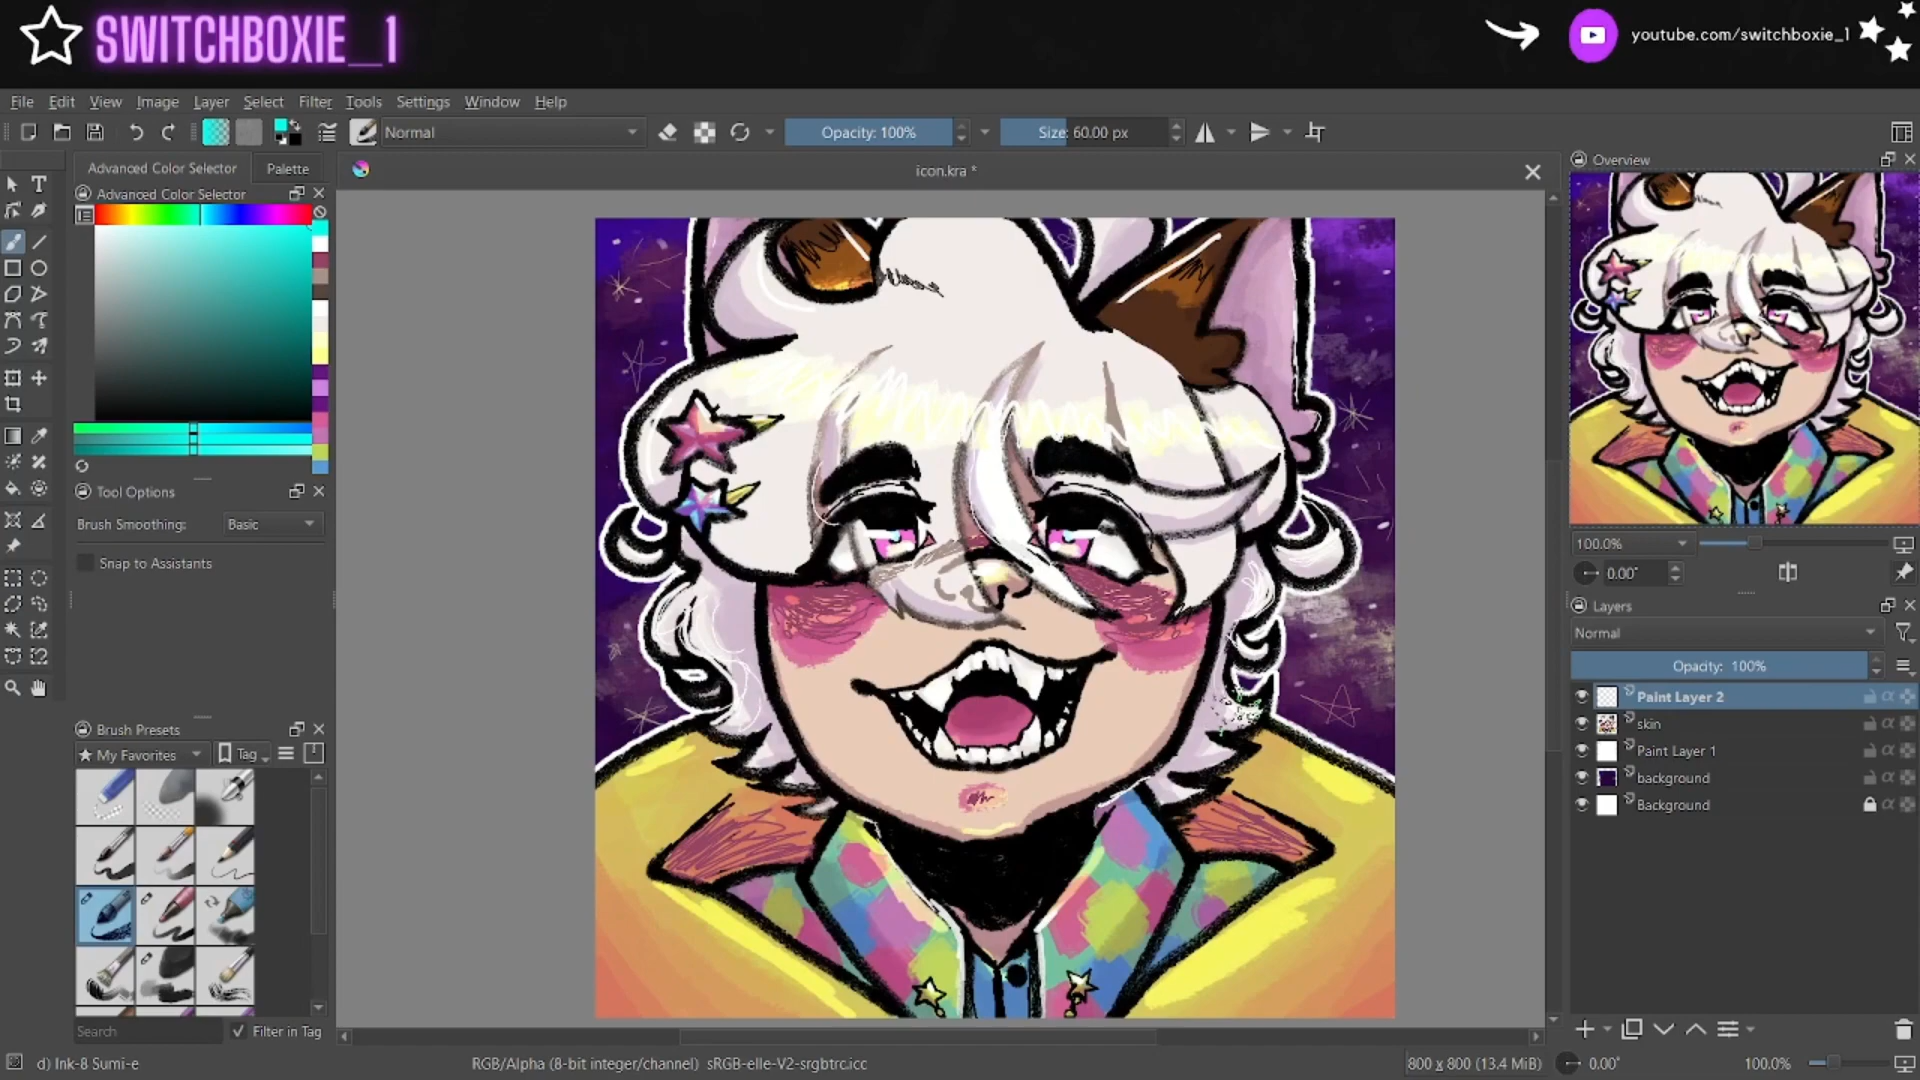 SWITCHBOXIE_1
youtube.com/switchboxie_1
File Edit View Image Layer Select Filter Tools Settings Window Help
Normal
Opacity: 100%
Size: 60.00 px
Advanced Color Selector
Palette
icon.kra *
Overview
Advanced Color Selector
Tool Options
Brush Smoothing: Basic
Snap to Assistants
100.0%
0.00°
Layers
Normal
Opacity: 100%
Paint Layer 2
skin
Paint Layer 1
background
Background
Brush Presets
My Favorites
Tag
Search
Filter in Tag
d) Ink-8 Sumi-e
RGB/Alpha (8-bit integer/channel) sRGB-elle-V2-srgbtrc.icc
800 x 800 (13.4 MiB)
0.00°
100.0%